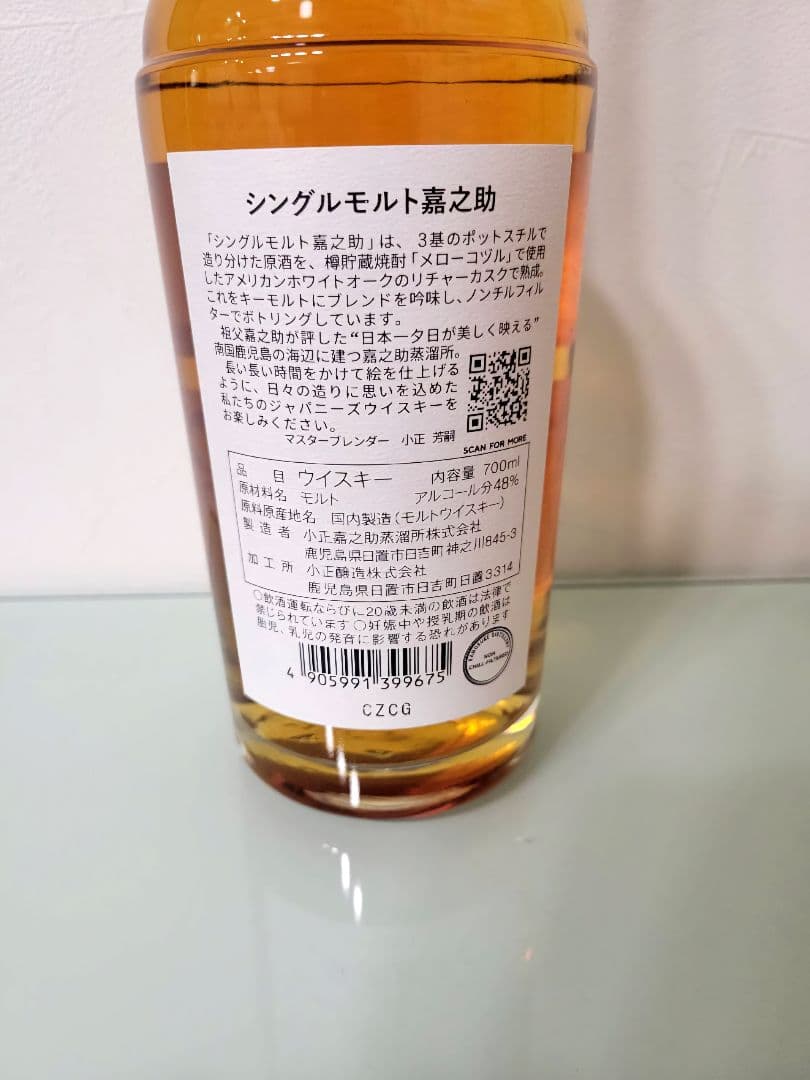 シングルモルト嘉之助
「シングルモルト嘉之助」は、3基のポットスチルで
造り分けた原酒を、樽貯蔵焼酎「メローコヅル」で使用
したアメリカンホワイトオークのリチャーカスクで熟成。
これをキーモルトにブレンドを吟味し、ノンチルフィル
ターでボトリングしています。
祖父嘉之助が評した“日本一夕日が美しく映える”
南国鹿児島の海辺に建つ嘉之助蒸溜所。
長い長い時間をかけて絵を仕上げる
ように、日々の造りに思いを込めた
私たちのジャパニーズウイスキーを
お楽しみください。
マスターブレンダー 小正 芳嗣
SCAN FOR MORE
品目 ウイスキー 内容量 700ml
原材料名 モルト アルコール分48%
原料原産地名 国内製造(モルトウイスキー)
製造者 小正嘉之助蒸溜所株式会社
鹿児島県日置市日吉町神之川845-3
加工所 小正醸造株式会社
鹿児島県日置市日吉町日置3314
○飲酒運転ならびに20歳未満の飲酒は法律で
禁じられています ○妊娠中や授乳期の飲酒は
胎児、乳児の発育に影響する恐れがあります
KANOSUKE DISTILLERY
NON
CHILL-FILTERED
4 905991 399675
CZCG